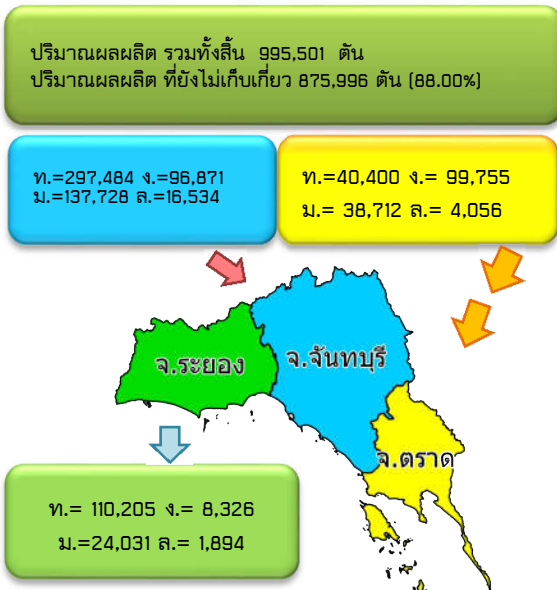 ปริมาณผลผลิต รวมทั้งสิ้น 995,501 ตัน
ปริมาณผลผลิต ที่ยังไม่เก็บเกี่ยว 875,996 ตัน (88.00%)
ท.=297,484 ง.=96,871
ม.=137,728 ล.=16,534
ท.=40,400 ง.= 99,755
ม.= 38,712 ล.= 4,056
จ.ระยอง
จ.จันทบุรี
จ.ตราด
ท.= 110,205 ง.= 8,326
ม.=24,031 ล.= 1,894